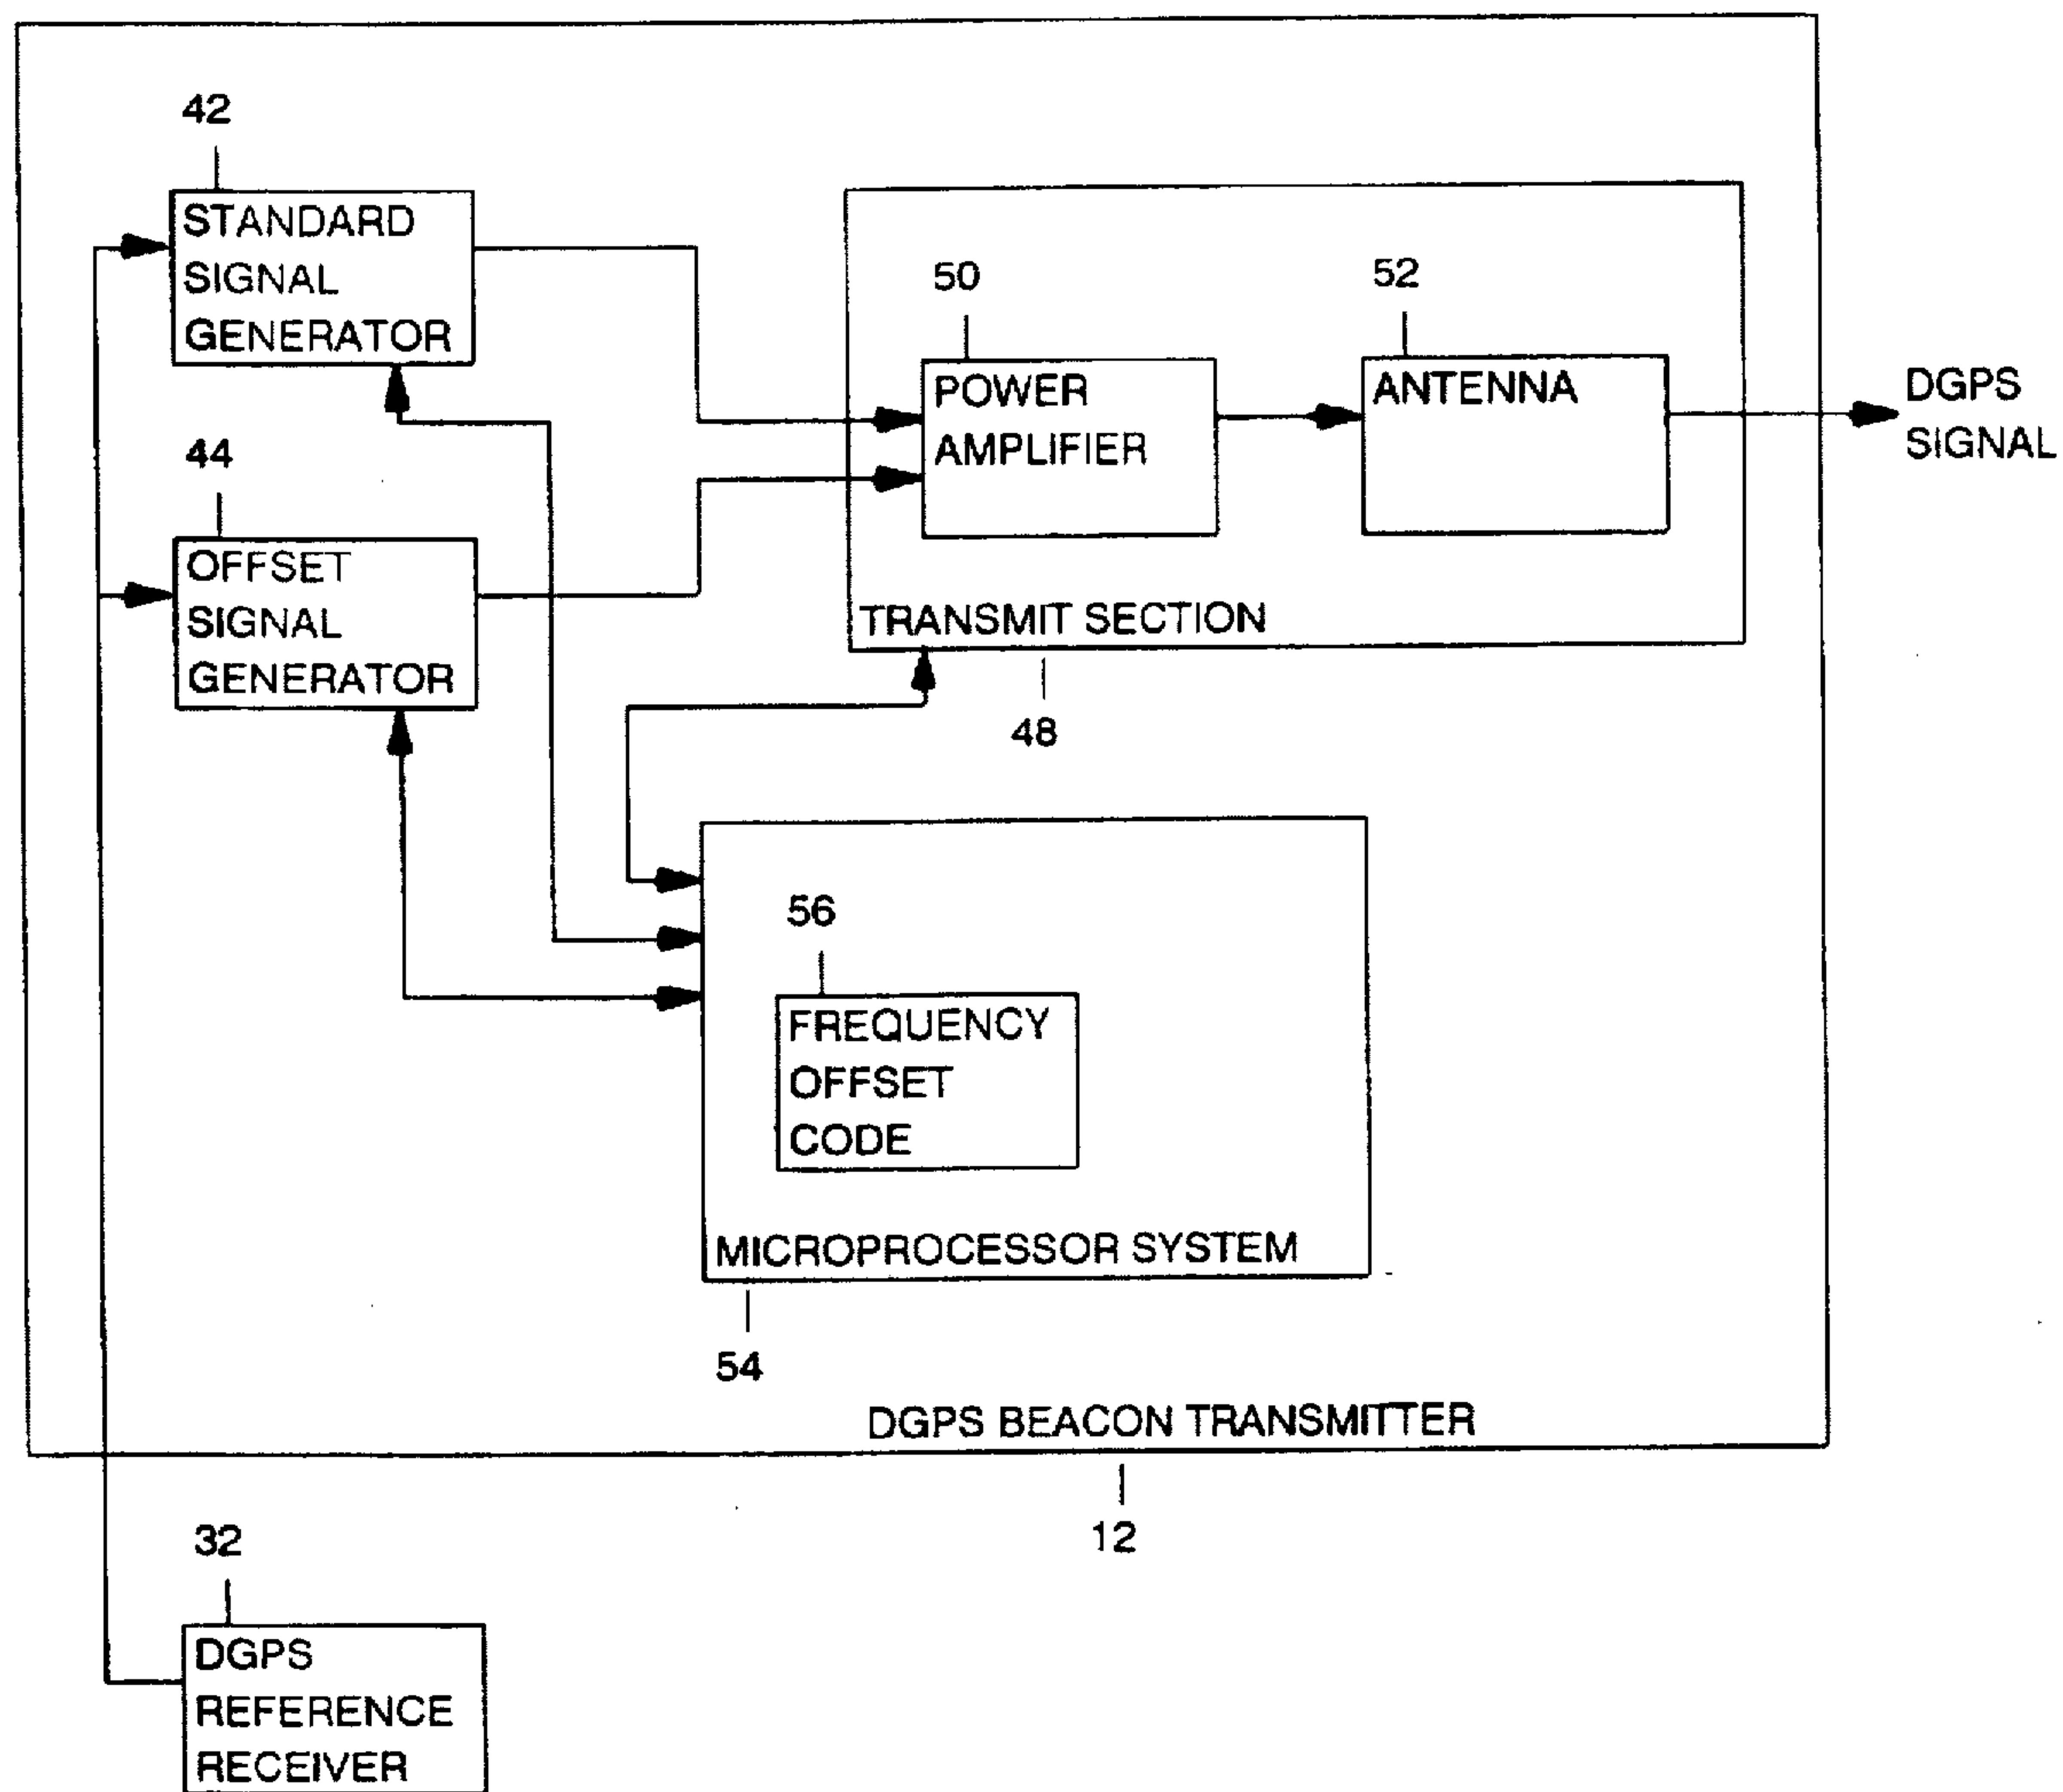 42
STANDARD
SIGNAL
GENERATOR
44
OFFSET
SIGNAL
GENERATOR
50
POWER
AMPLIFIER
52
ANTENNA
DGPS
SIGNAL
TRANSMIT SECTION
48
56
FREQUENCY
OFFSET
CODE
MICROPROCESSOR SYSTEM
54
DGPS BEACON TRANSMITTER
12
32
DGPS
REFERENCE
RECEIVER